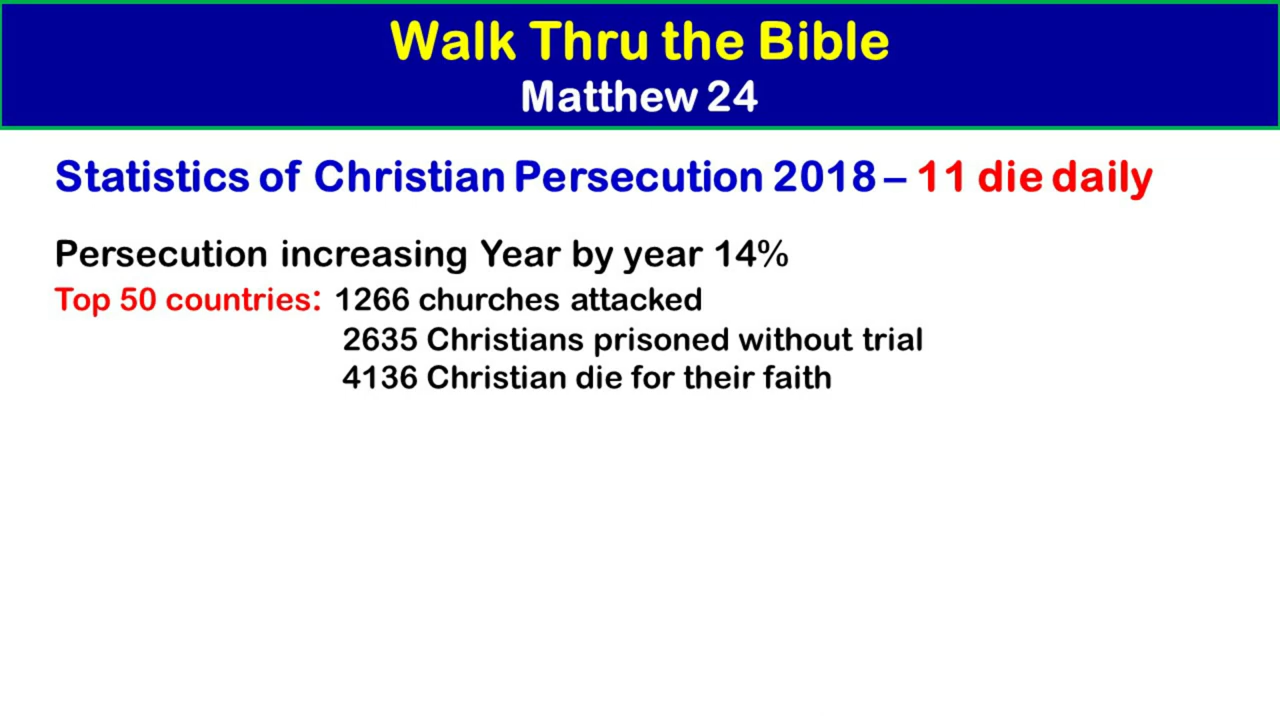 Walk Thru the Bible
Matthew 24
Statistics of Christian Persecution 2018 – 11 die daily
Persecution increasing Year by year 14%
Top 50 countries: 1266 churches attacked
2635 Christians prisoned without trial
4136 Christian die for their faith